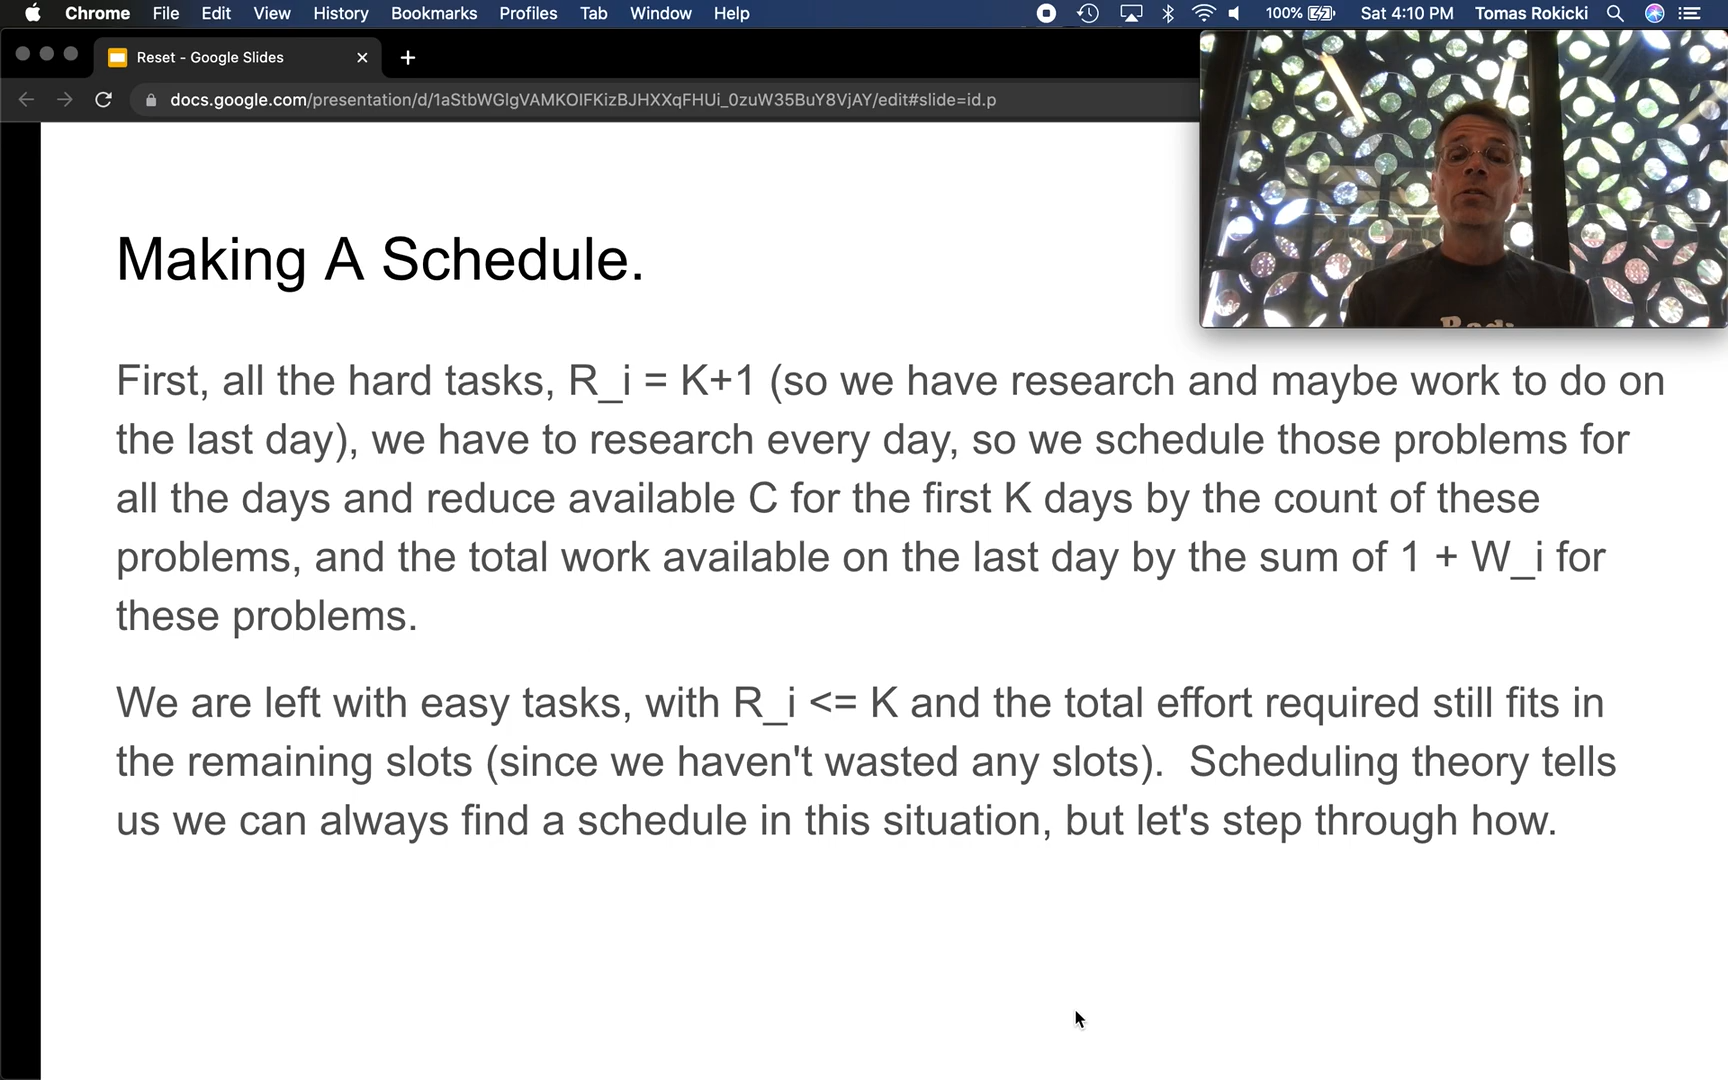 Chrome File Edit View History Bookmarks Profiles Tab Window Help 100% Sat 4:10 PM Tomas Rokicki
Reset - Google Slides
docs.google.com/presentation/d/1aStbWGlgVAMKOIFKizBJHXXqFHUi_0zuW35BuY8VjAY/edit#slide=id.p
Making A Schedule.
First, all the hard tasks, R_i = K+1 (so we have research and maybe work to do on
the last day), we have to research every day, so we schedule those problems for
all the days and reduce available C for the first K days by the count of these
problems, and the total work available on the last day by the sum of 1 + W_i for
these problems.
We are left with easy tasks, with R_i <= K and the total effort required still fits in
the remaining slots (since we haven't wasted any slots).  Scheduling theory tells
us we can always find a schedule in this situation, but let's step through how.